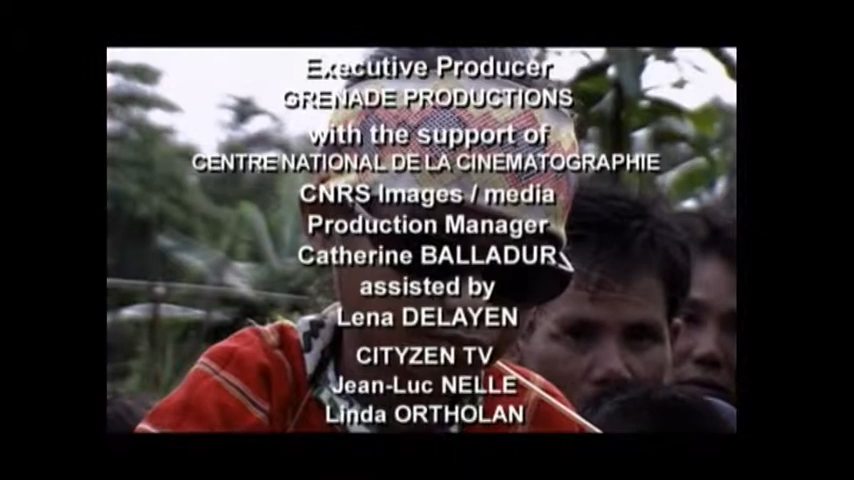 Executive Producer
GRENADE PRODUCTIONS
with the support of
CENTRE NATIONAL DE LA CINEMATOGRAPHIE
CNRS Images / media
Production Manager
Catherine BALLADUR
assisted by
Lena DELAYEN
CITYZEN TV
Jean-Luc NELLE
Linda ORTHOLAN